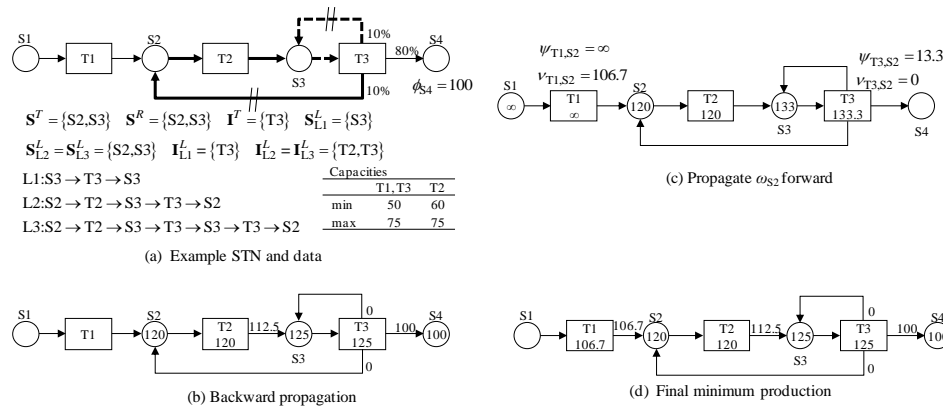 S1
T1
S2
T2
S3
T3
S4
10%
80%
10%
ϕS4 = 100
S^T = {S2,S3} S^R = {S2,S3} I^T = {T3} S^L_L1 = {S3}
S^L_L2 = S^L_L3 = {S2,S3} I^L_L1 = {T3} I^L_L2 = I^L_L3 = {T2,T3}
L1:S3 → T3 → S3
L2:S2 → T2 → S3 → T3 → S2
L3:S2 → T2 → S3 → T3 → S3 → T3 → S2
Capacities
T1, T3 T2
min 50 60
max 75 75
(a) Example STN and data
ψT1,S2 = ∞
νT1,S2 = 106.7
ψT3,S2 = 13.3
νT3,S2 = 0
S1
∞
T1
∞
S2
120
T2
120
133
S3
T3
133.3
S4
(c) Propagate ωS2 forward
S1
T1
S2
120
T2
120
112.5
125
S3
0
T3
125
0
100
S4
100
(b) Backward propagation
S1
T1
106.7
106.7
S2
120
T2
120
112.5
125
S3
0
T3
125
0
100
S4
100
(d) Final minimum production